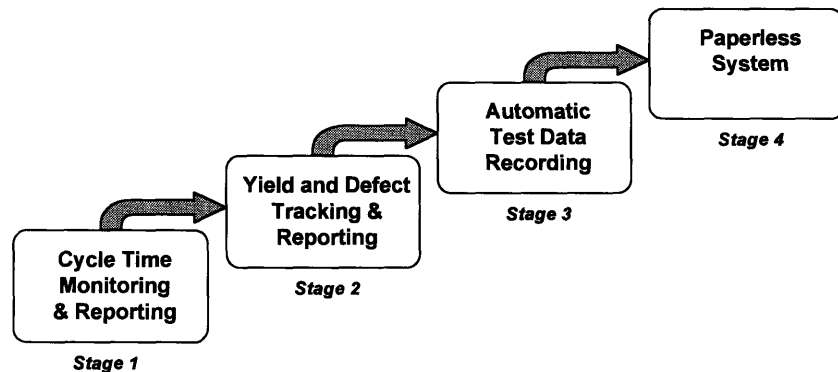 Cycle Time
Monitoring
& Reporting
Stage 1
Yield and Defect
Tracking &
Reporting
Stage 2
Automatic
Test Data
Recording
Stage 3
Paperless
System
Stage 4